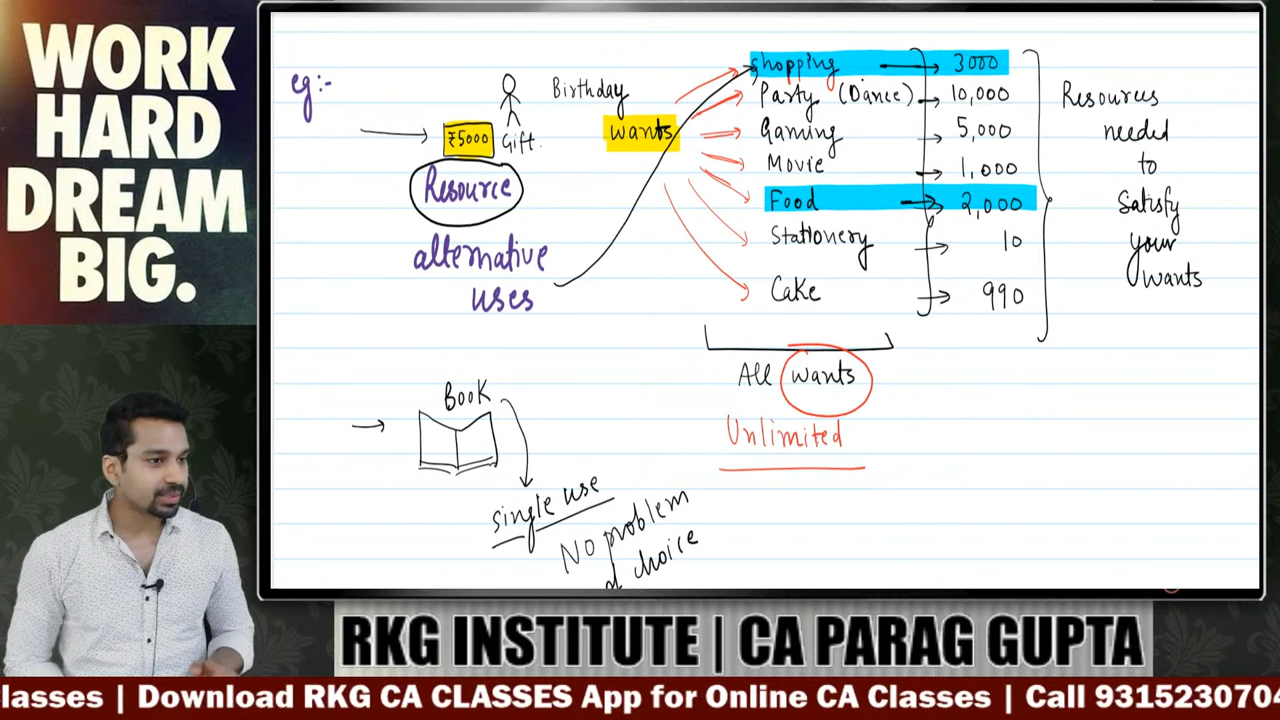 WORK
HARD
DREAM
BIG.
eg:-
₹5000
Gift.
Resource
alternative
uses
Birthday
wants
Shopping → 3000
Party (Dance) → 10,000
Gaming 5,000
Movie → 1,000
Food → 2,000
Stationery → 10
Cake → 990
Resources
needed
to
Satisfy
your
wants
All wants
Unlimited
BOOK
single use
No problem
choice
RKG INSTITUTE | CA PARAG GUPTA
Classes | Download RKG CA CLASSES App for Online CA Classes | Call 9315230704